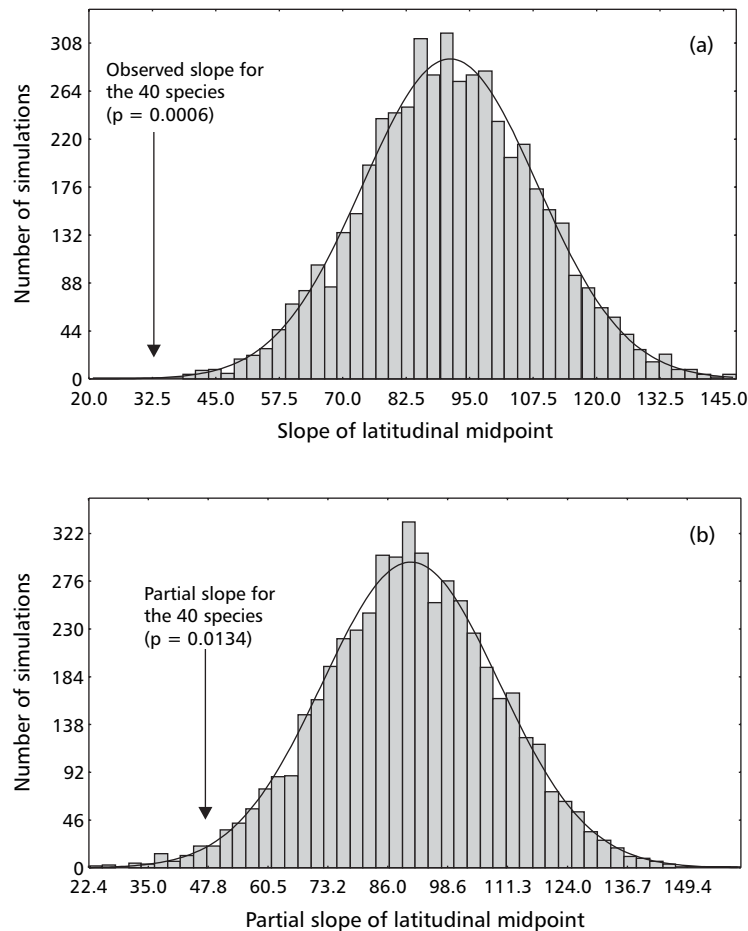 (a)
Observed slope for
the 40 species
(p = 0.0006)
Number of simulations
308
264
220
176
132
88
44
0
20.0 32.5 45.0 57.5 70.0 82.5 95.0 107.5 120.0 132.5 145.0
Slope of latitudinal midpoint
(b)
Partial slope for
the 40 species
(p = 0.0134)
Number of simulations
322
276
230
184
138
92
46
0
22.4 35.0 47.8 60.5 73.2 86.0 98.6 111.3 124.0 136.7 149.4
Partial slope of latitudinal midpoint